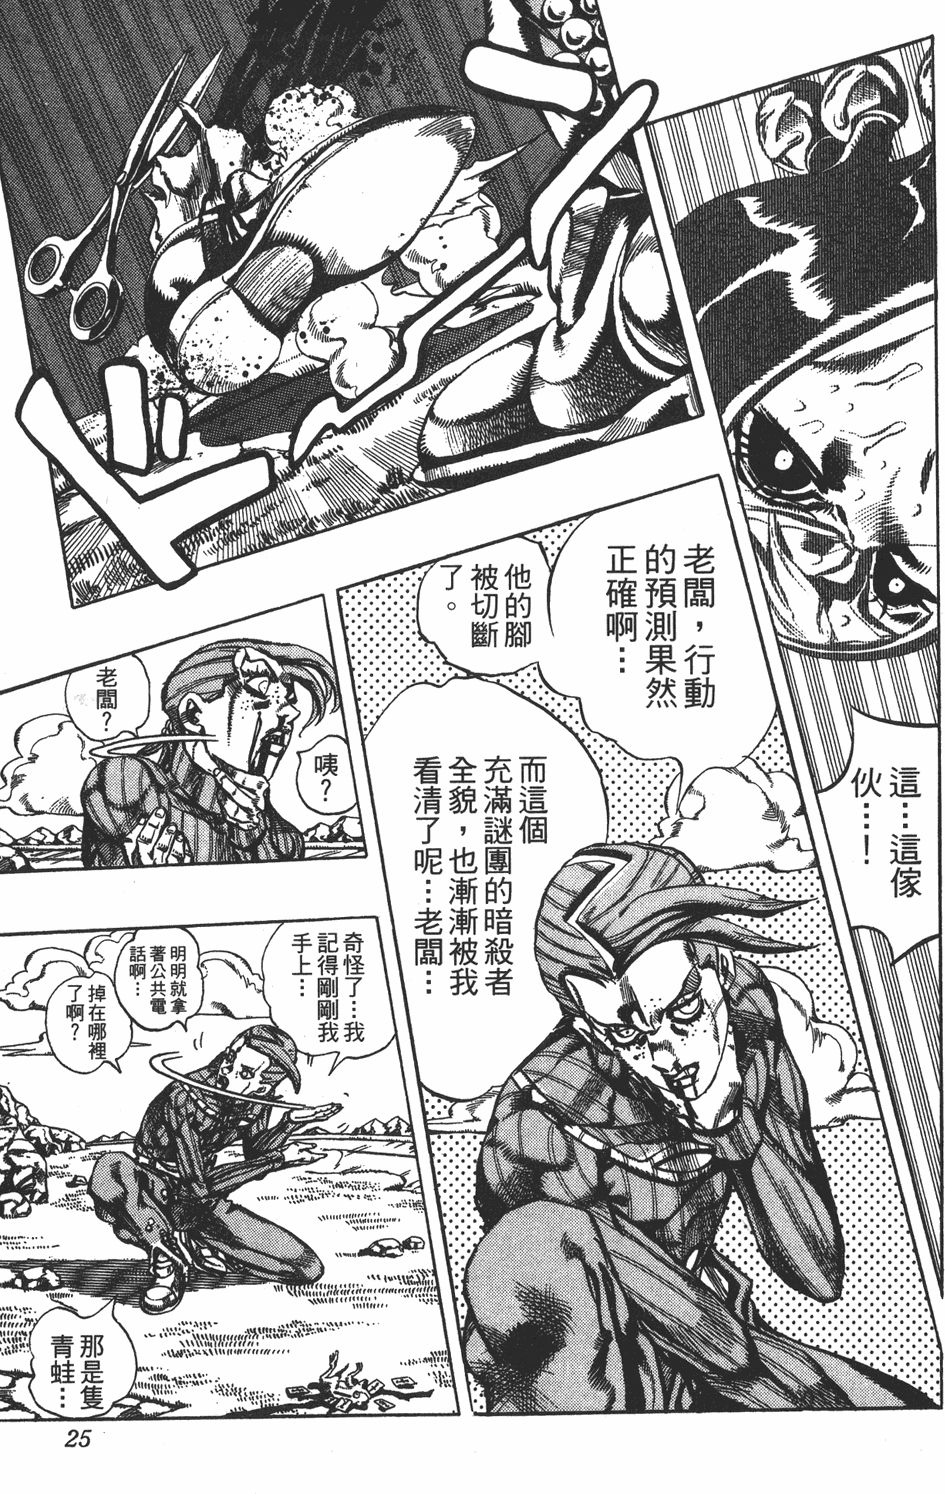 這…這傢
伙…!
老闆，行動
的預測果然
正確啊…
他的腳
被切斷
了。
而這個
充滿謎團的暗殺者
全貌，也漸漸被我
看清了呢…老闆…
咦?
老闆?
奇怪了…我
記得剛剛我
手上…
明明就拿
著公共電
話啊…
掉在哪裡
了啊?
那是隻
青蛙…
25